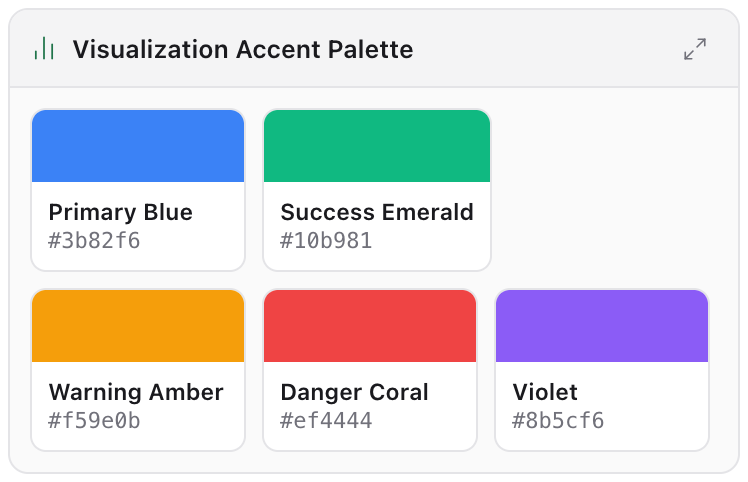 Visualization Accent Palette
Primary Blue
#3b82f6
Success Emerald
#10b981
Warning Amber
#f59e0b
Danger Coral
#ef4444
Violet
#8b5cf6